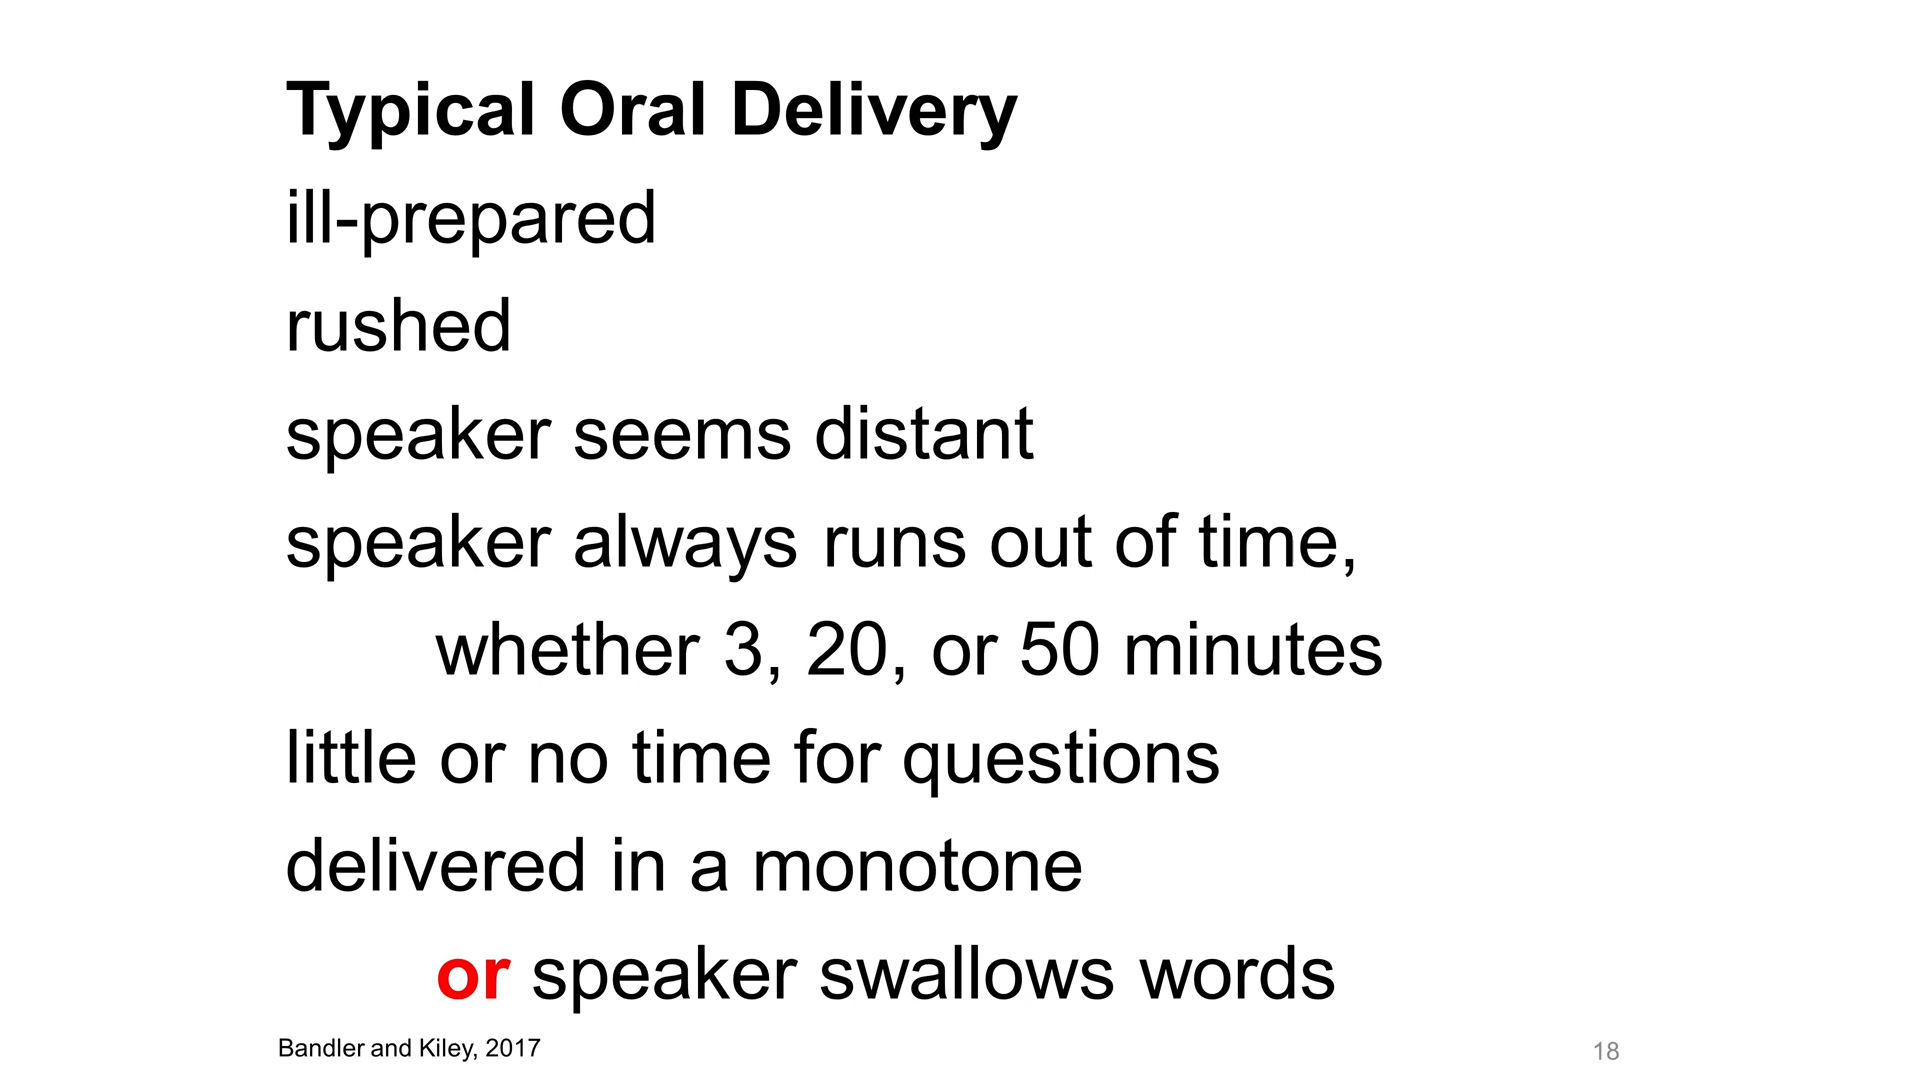 Typical Oral Delivery
ill-prepared
rushed
speaker seems distant
speaker always runs out of time,
whether 3, 20, or 50 minutes
little or no time for questions
delivered in a monotone
or speaker swallows words
Bandler and Kiley, 2017
18